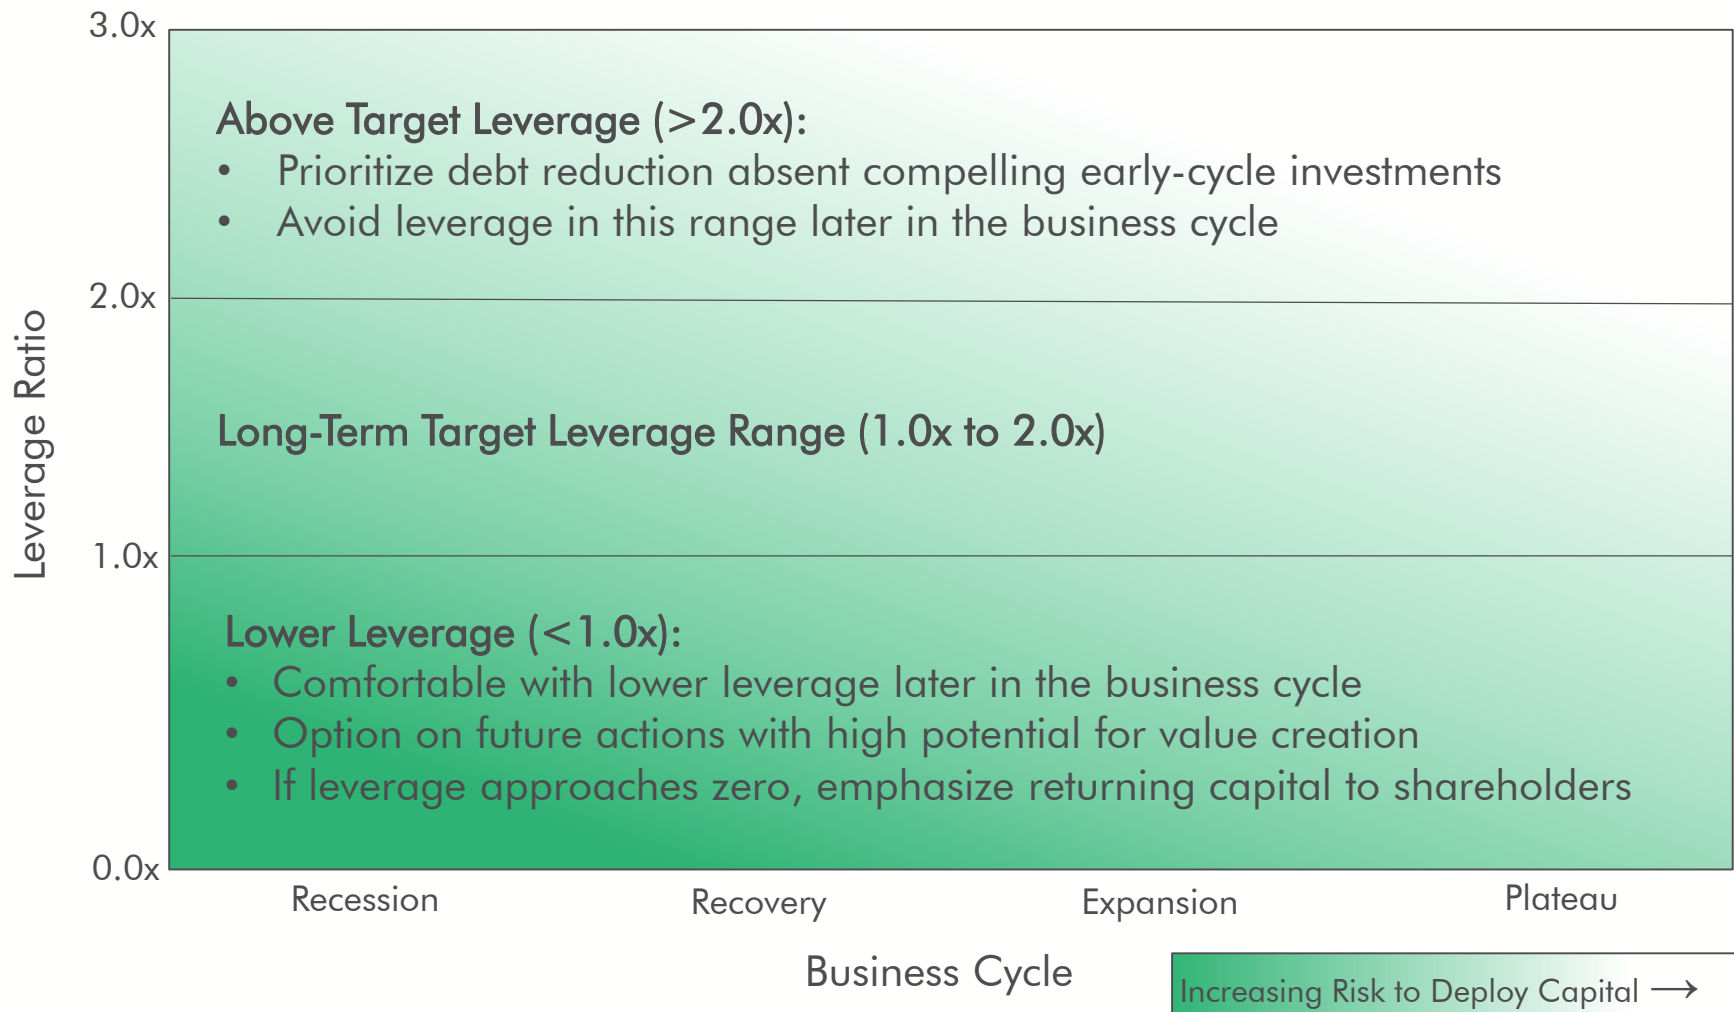 3.0x
Above Target Leverage (>2.0x):
• Prioritize debt reduction absent compelling early-cycle investments
• Avoid leverage in this range later in the business cycle
2.0x
Leverage Ratio
Long-Term Target Leverage Range (1.0x to 2.0x)
1.0x
Lower Leverage (<1.0x):
• Comfortable with lower leverage later in the business cycle
• Option on future actions with high potential for value creation
• If leverage approaches zero, emphasize returning capital to shareholders
0.0x
Recession Recovery Expansion Plateau
Business Cycle
Increasing Risk to Deploy Capital →